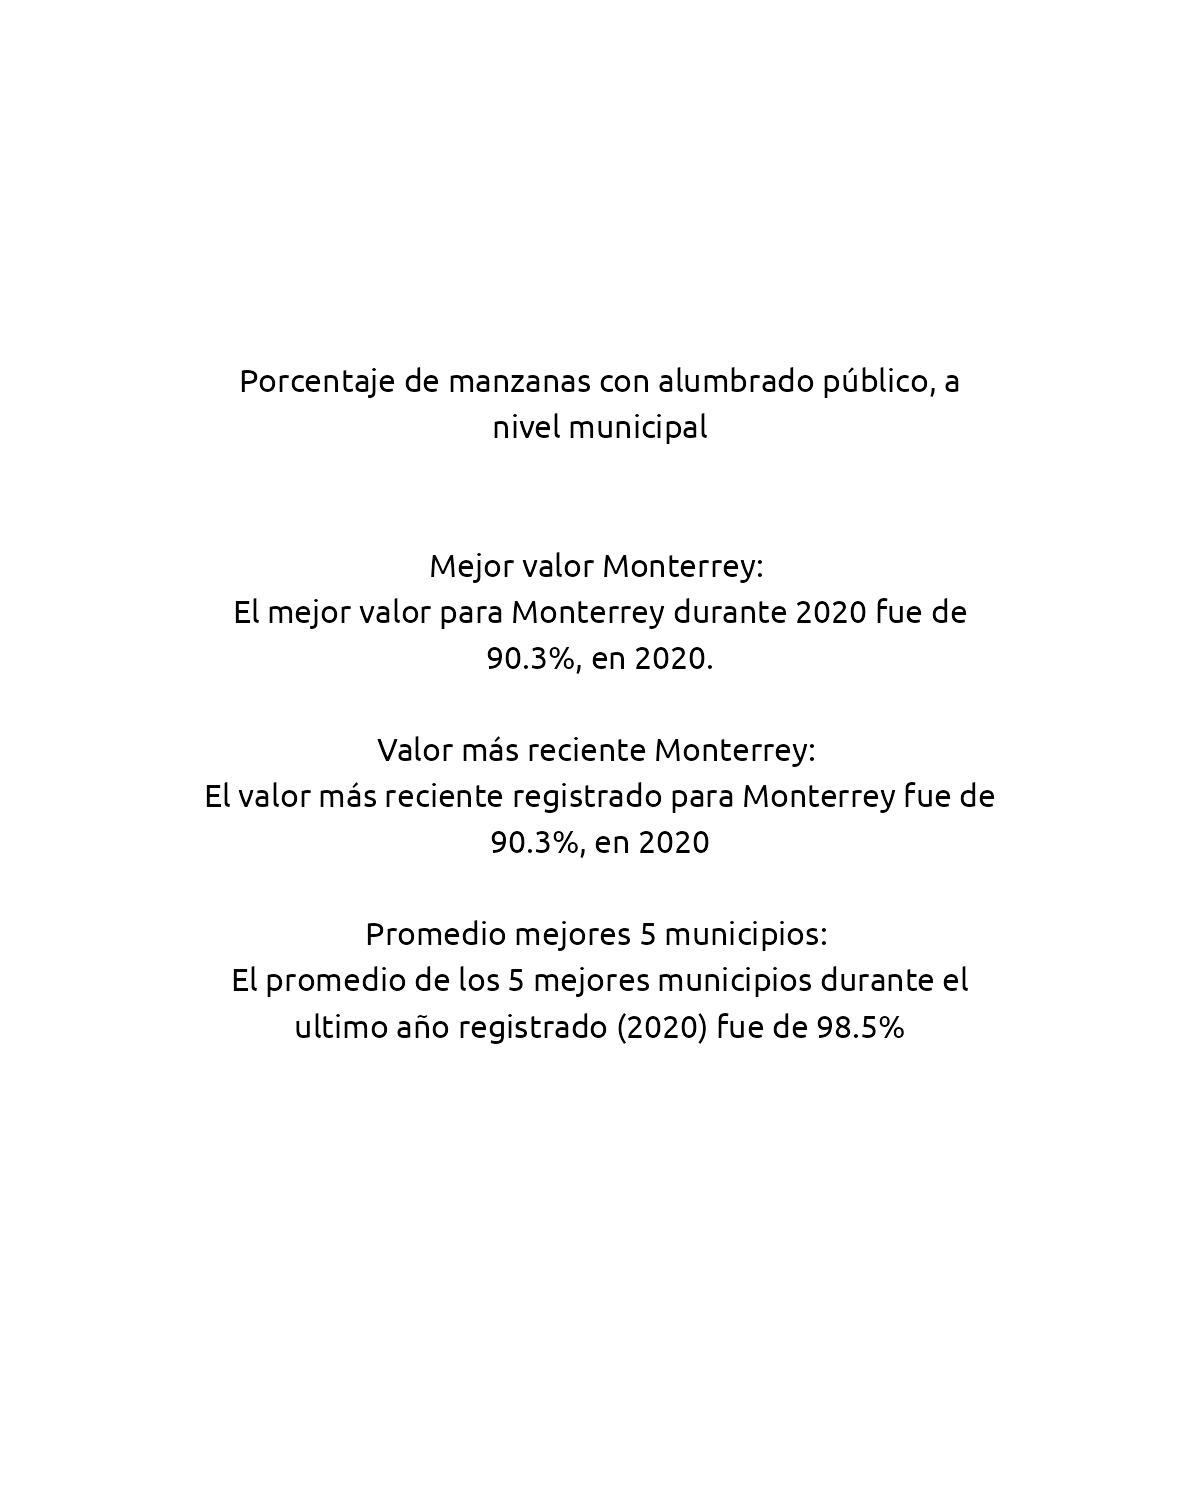 Porcentaje de manzanas con alumbrado público, a
nivel municipal
Mejor valor Monterrey:
El mejor valor para Monterrey durante 2020 fue de
90.3%, en 2020.
Valor más reciente Monterrey:
El valor más reciente registrado para Monterrey fue de
90.3%, en 2020
Promedio mejores 5 municipios:
El promedio de los 5 mejores municipios durante el
ultimo año registrado (2020) fue de 98.5%